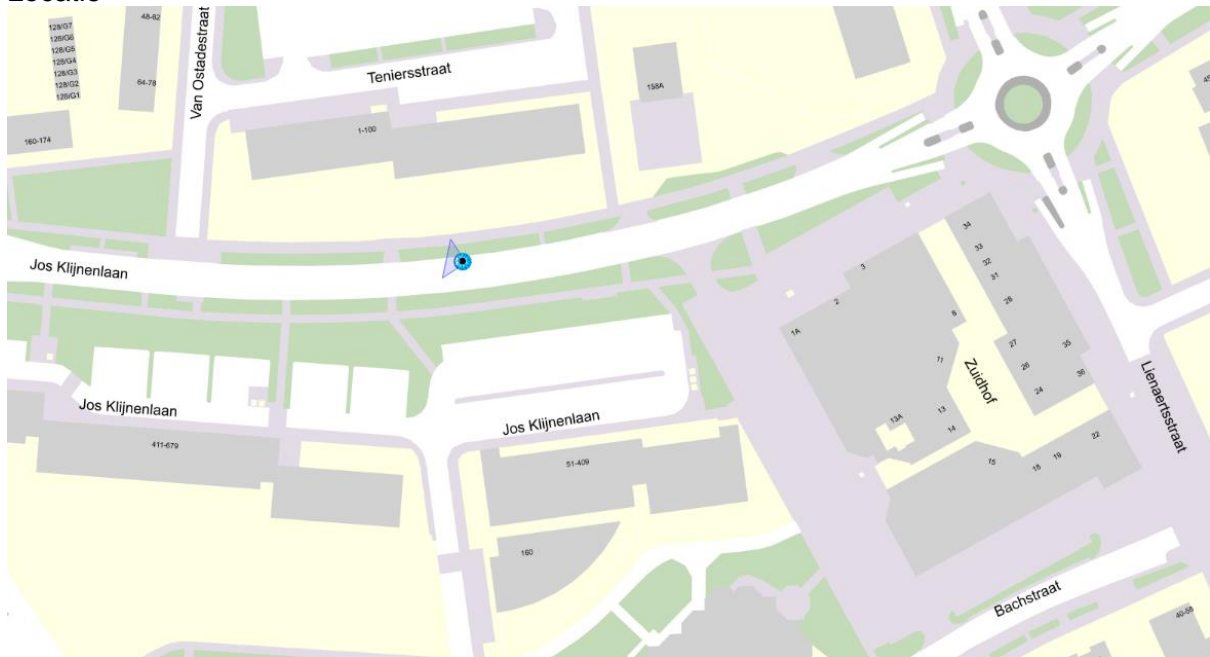 48-82
128/G7
128/G6
128/G5
128/G4
128/G3
128/G2
128/G1
64-78
Van Ostadestraat
Teniersstraat
158A
160-174
1-100
Jos Klijnenlaan
34
33
32
31
28
3
2
1A
8
27
26
24
35
36
11
Zuidhof
13A
13
14
Lienaertsstraat
Jos Klijnenlaan
Jos Klijnenlaan
411-679
51-409
22
19
18
15
160
Bachstraat
40-58